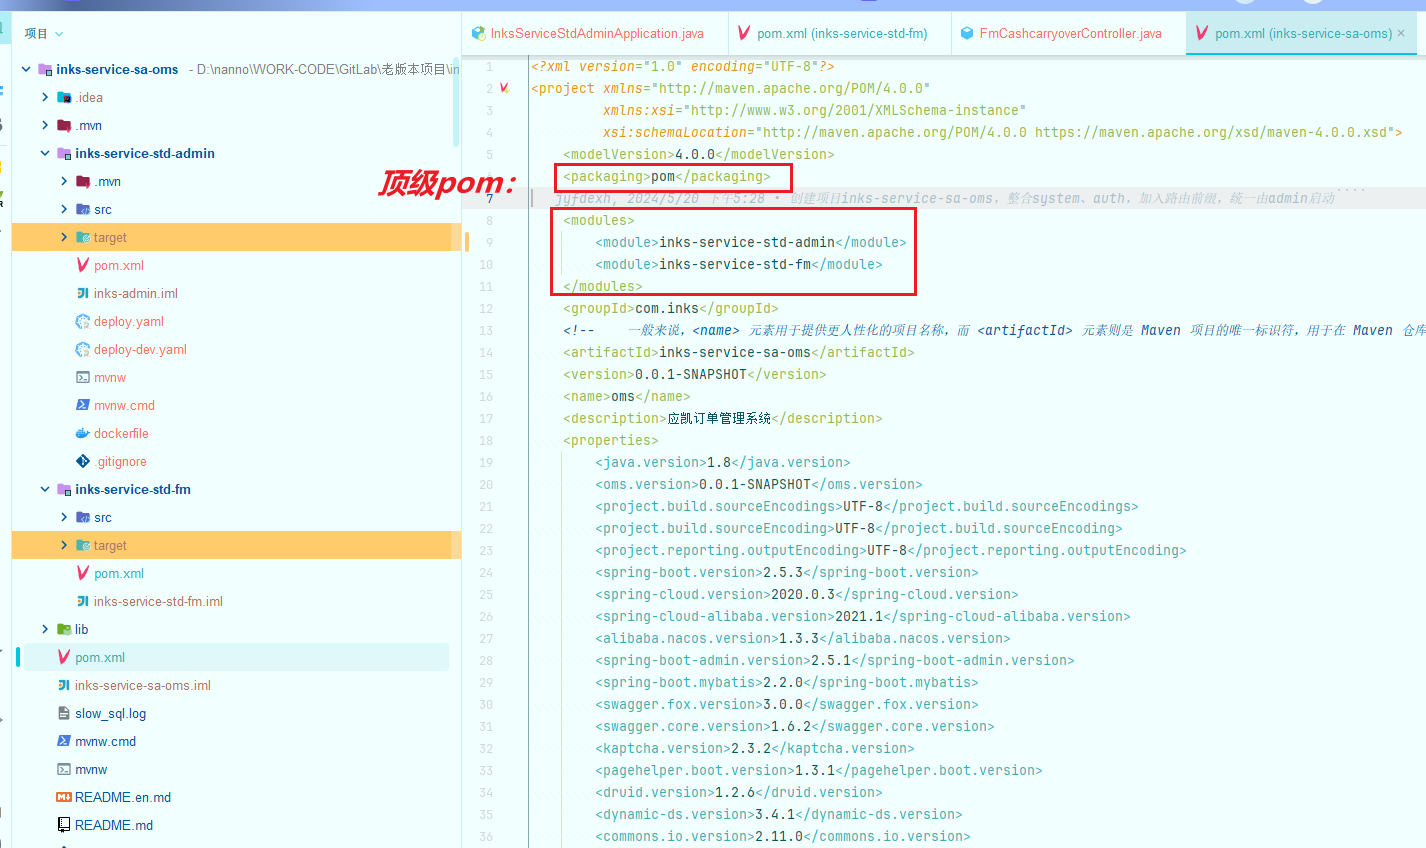 项目
inks-service-sa-oms - D:\nanno\WORK-CODE\GitLab\老版本项目\in
.idea
.mvn
inks-service-std-admin
.mvn
src
target
pom.xml
inks-admin.iml
deploy.yaml
deploy-dev.yaml
mvnw
mvnw.cmd
dockerfile
.gitignore
inks-service-std-fm
src
target
pom.xml
inks-service-std-fm.iml
lib
pom.xml
inks-service-sa-oms.iml
slow_sql.log
mvnw.cmd
mvnw
README.en.md
README.md
顶级pom:
InksServiceStdAdminApplication.java
pom.xml (inks-service-std-fm)
FmCashcarryoverController.java
pom.xml (inks-service-sa-oms) ×
1 <?xml version="1.0" encoding="UTF-8"?>
2 <project xmlns="http://maven.apache.org/POM/4.0.0"
3 xmlns:xsi="http://www.w3.org/2001/XMLSchema-instance"
4 xsi:schemaLocation="http://maven.apache.org/POM/4.0.0 https://maven.apache.org/xsd/maven-4.0.0.xsd">
5 <modelVersion>4.0.0</modelVersion>
<packaging>pom</packaging>
7 jyfdexh, 2024/5/20 下午5:28 • 创建项目inks-service-sa-oms，整合system、auth，加入路由前缀，统一由admin启动
8 <modules>
9 <module>inks-service-std-admin</module>
10 <module>inks-service-std-fm</module>
11 </modules>
12 <groupId>com.inks</groupId>
13 <!-- 一般来说，<name> 元素用于提供更人性化的项目名称，而 <artifactId> 元素则是 Maven 项目的唯一标识符，用于在 Maven 仓库
14 <artifactId>inks-service-sa-oms</artifactId>
15 <version>0.0.1-SNAPSHOT</version>
16 <name>oms</name>
17 <description>应凯订单管理系统</description>
18 <properties>
19 <java.version>1.8</java.version>
20 <oms.version>0.0.1-SNAPSHOT</oms.version>
21 <project.build.sourceEncodings>UTF-8</project.build.sourceEncodings>
22 <project.build.sourceEncoding>UTF-8</project.build.sourceEncoding>
23 <project.reporting.outputEncoding>UTF-8</project.reporting.outputEncoding>
24 <spring-boot.version>2.5.3</spring-boot.version>
25 <spring-cloud.version>2020.0.3</spring-cloud.version>
26 <spring-cloud-alibaba.version>2021.1</spring-cloud-alibaba.version>
27 <alibaba.nacos.version>1.3.3</alibaba.nacos.version>
28 <spring-boot-admin.version>2.5.1</spring-boot-admin.version>
29 <spring-boot.mybatis>2.2.0</spring-boot.mybatis>
30 <swagger.fox.version>3.0.0</swagger.fox.version>
31 <swagger.core.version>1.6.2</swagger.core.version>
32 <kaptcha.version>2.3.2</kaptcha.version>
33 <pagehelper.boot.version>1.3.1</pagehelper.boot.version>
34 <druid.version>1.2.6</druid.version>
35 <dynamic-ds.version>3.4.1</dynamic-ds.version>
36 <commons.io.version>2.11.0</commons.io.version>